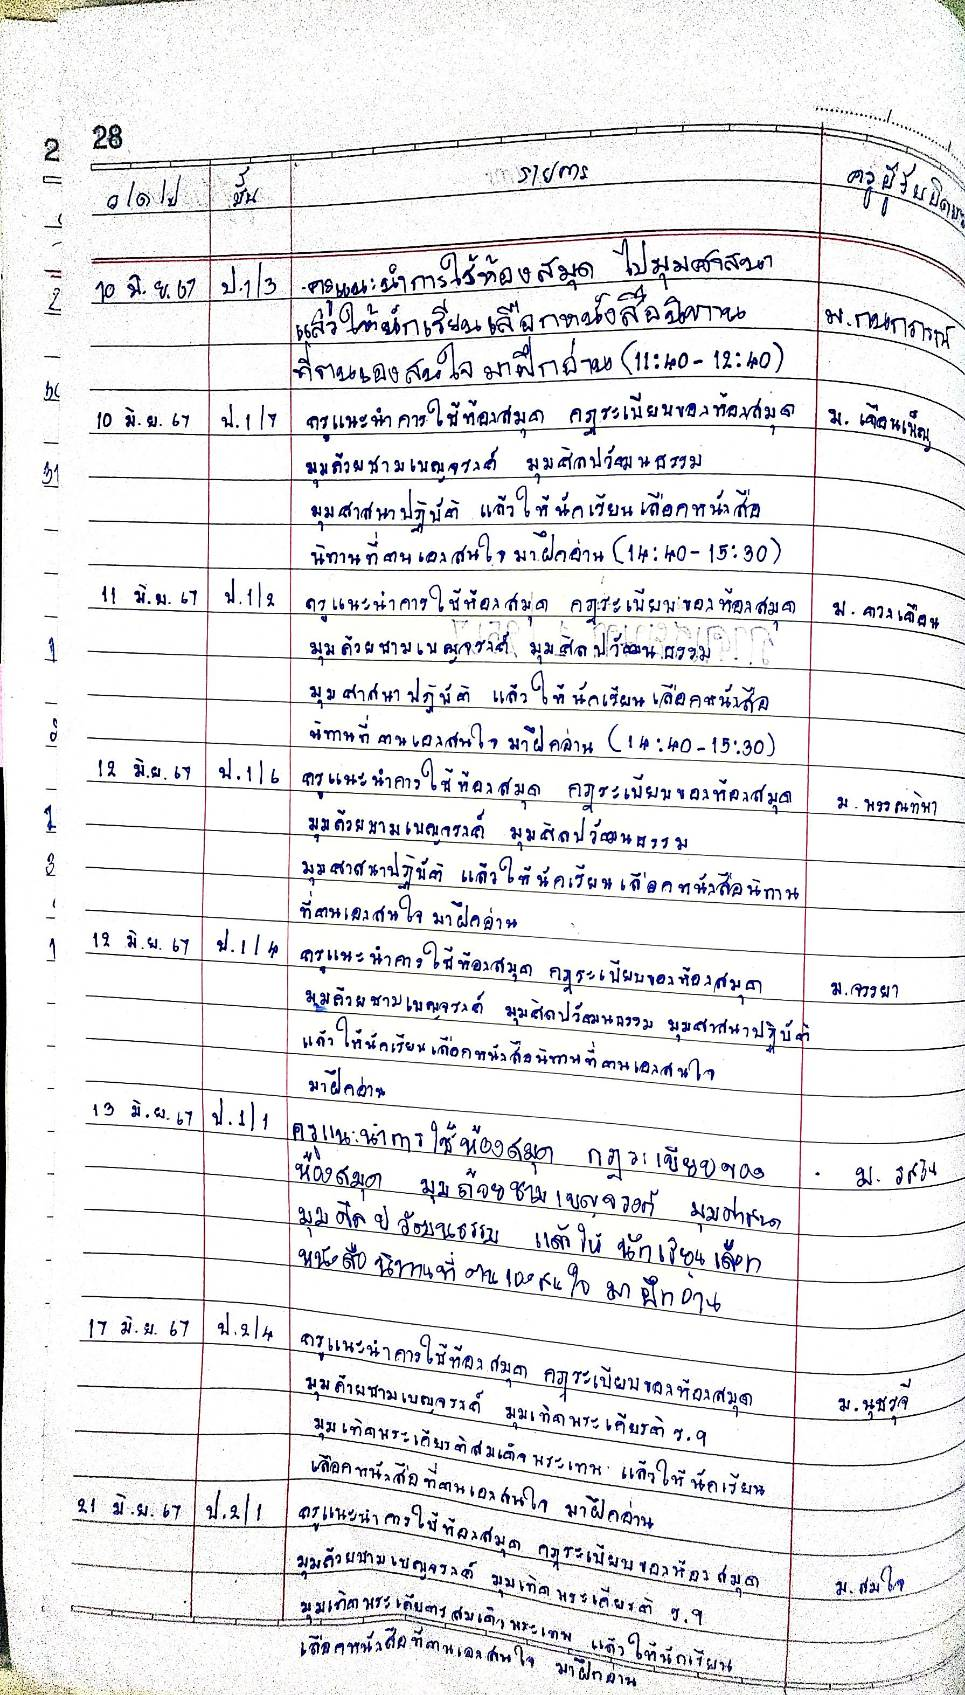 28
ว/ด/ป ชั้น รายการ ครูผู้รับผิดชอบ
10 มิ.ย. 67 ป.1/3 ครูแนะนำการใช้ห้องสมุด ไปมุมศาสนา
แล้วให้นักเรียนเลือกหนังสือนิทาน ม.กนกวรรณ์
ที่ตนเองสนใจมาฝึกอ่าน (11:40-12:40)
10 มิ.ย. 67 ป.1/7 ครูแนะนำการใช้ห้องสมุด กฎระเบียบของห้องสมุด ม. เดือนเพ็ญ
มุมถ้วยชามเบญจรงค์ มุมศิลปวัฒนธรรม
มุมศาสนาปฏิบัติ แล้วให้นักเรียนเลือกหนังสือ
นิทานที่ตนเองสนใจมาฝึกอ่าน (14:40-15:30)
11 มิ.ย. 67 ป.1/2 ครูแนะนำการใช้ห้องสมุด กฎระเบียบของห้องสมุด ม. ดวงเดือน
มุมถ้วยชามเบญจรงค์ มุมศิลปวัฒนธรรม
มุมศาสนาปฏิบัติ แล้วให้นักเรียนเลือกหนังสือ
นิทานที่ตนเองสนใจมาฝึกอ่าน (14:40-15:30)
12 มิ.ย. 67 ป.1/6 ครูแนะนำการใช้ห้องสมุด กฎระเบียบของห้องสมุด ม. พรรณทิพา
มุมถ้วยชามเบญจรงค์ มุมศิลปวัฒนธรรม
มุมศาสนาปฏิบัติ แล้วให้นักเรียนเลือกหนังสือนิทาน
ที่ตนเองสนใจมาฝึกอ่าน
12 มิ.ย. 67 ป.1/4 ครูแนะนำการใช้ห้องสมุด กฎระเบียบของห้องสมุด ม.จรรยา
มุมถ้วยชามเบญจรงค์ มุมศิลปวัฒนธรรม มุมศาสนาปฏิบัติ
แล้วให้นักเรียนเลือกหนังสือนิทานที่ตนเองสนใจ
มาฝึกอ่าน
13 มิ.ย. 67 ป.1/1 ครูแนะนำการใช้ห้องสมุด กฎระเบียบของ ม. รสริน
ห้องสมุด มุมถ้วยชามเบญจรงค์ มุมศาสนา
มุมศิลปวัฒนธรรม แล้วให้นักเรียนเลือก
หนังสือนิทานที่ตนเองสนใจ มาฝึกอ่าน
17 มิ.ย. 67 ป.2/4 ครูแนะนำการใช้ห้องสมุด กฎระเบียบของห้องสมุด ม.นุชรุจี
มุมถ้วยชามเบญจรงค์ มุมเทิดพระเกียรติ ร.9
มุมเทิดพระเกียรติสมเด็จพระเทพ แล้วให้นักเรียน
เลือกหนังสือที่ตนเองสนใจ มาฝึกอ่าน
21 มิ.ย. 67 ป.2/1 ครูแนะนำการใช้ห้องสมุด กฎระเบียบของห้องสมุด ม.สมใจ
มุมถ้วยชามเบญจรงค์ มุมเทิดพระเกียรติ ร.9
มุมเทิดพระเกียรติสมเด็จพระเทพ แล้วให้นักเรียน
เลือกหนังสือที่ตนเองสนใจ มาฝึกอ่าน